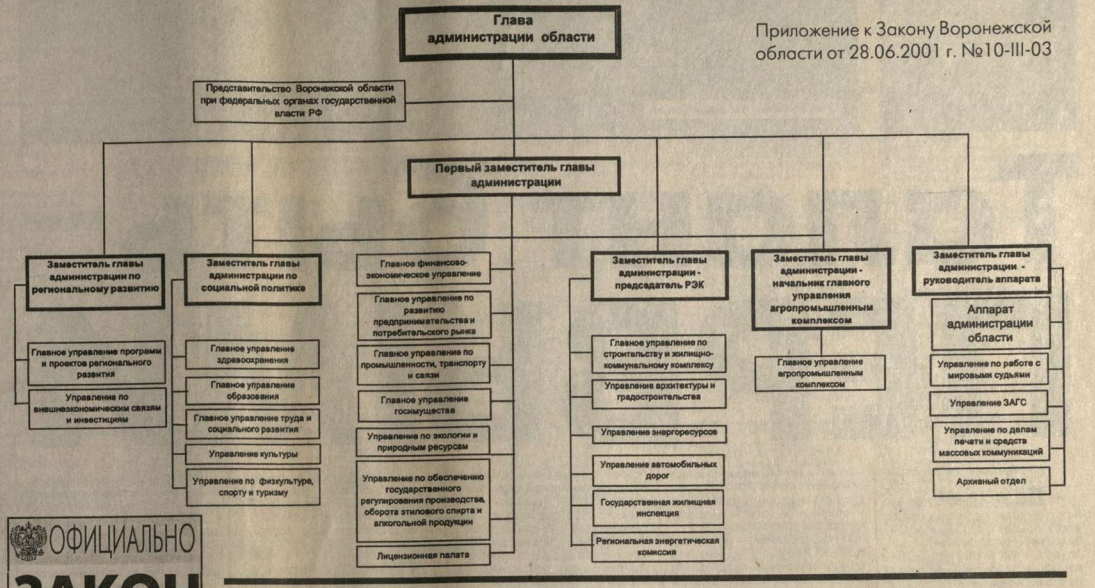 Глава
администрации области
Приложение к Закону Воронежской
области от 28.06.2001 г. №10-III-03
Представительство Воронежской области
при федеральных органах государственной
власти РФ
Первый заместитель главы
администрации
Заместитель главы
администрации по
региональному развитию
Главное управление программ
и проектов регионального
развития
Управление по
внешнеэкономическим связям
и инвестициям
Заместитель главы
администрации по
социальной политике
Главное управление
здравоохранения
Главное управление
образования
Главное управление труда и
социального развития
Управление культуры
Управление по физкультуре,
спорту и туризму
Главное финансово-
экономическое управление
Главное управление по
развитию
предпринимательства и
потребительского рынка
Главное управление по
промышленности, транспорту
и связи
Главное управление
госимущества
Управление по экологии и
природным ресурсам
Управление по обеспечению
государственного
регулирования производства,
оборота этилового спирта и
алкогольной продукции
Лицензионная палата
Заместитель главы
администрации -
председатель РЭК
Главное управление по
строительству и жилищно-
коммунальному комплексу
Управление архитектуры и
градостроительства
Управление энергоресурсов
Управление автомобильных
дорог
Государственная жилищная
инспекция
Региональная энергетическая
комиссия
Заместитель главы
администрации -
начальник главного
управления
агропромышленным
комплексом
Главное управление
агропромышленным
комплексом
Заместитель главы
администрации -
руководитель аппарата
Аппарат
администрации
области
Управление по работе с
мировыми судьями
Управление ЗАГС
Управление по делам
печати и средств
массовых коммуникаций
Архивный отдел
ОФИЦИАЛЬНО
ЗАКОН